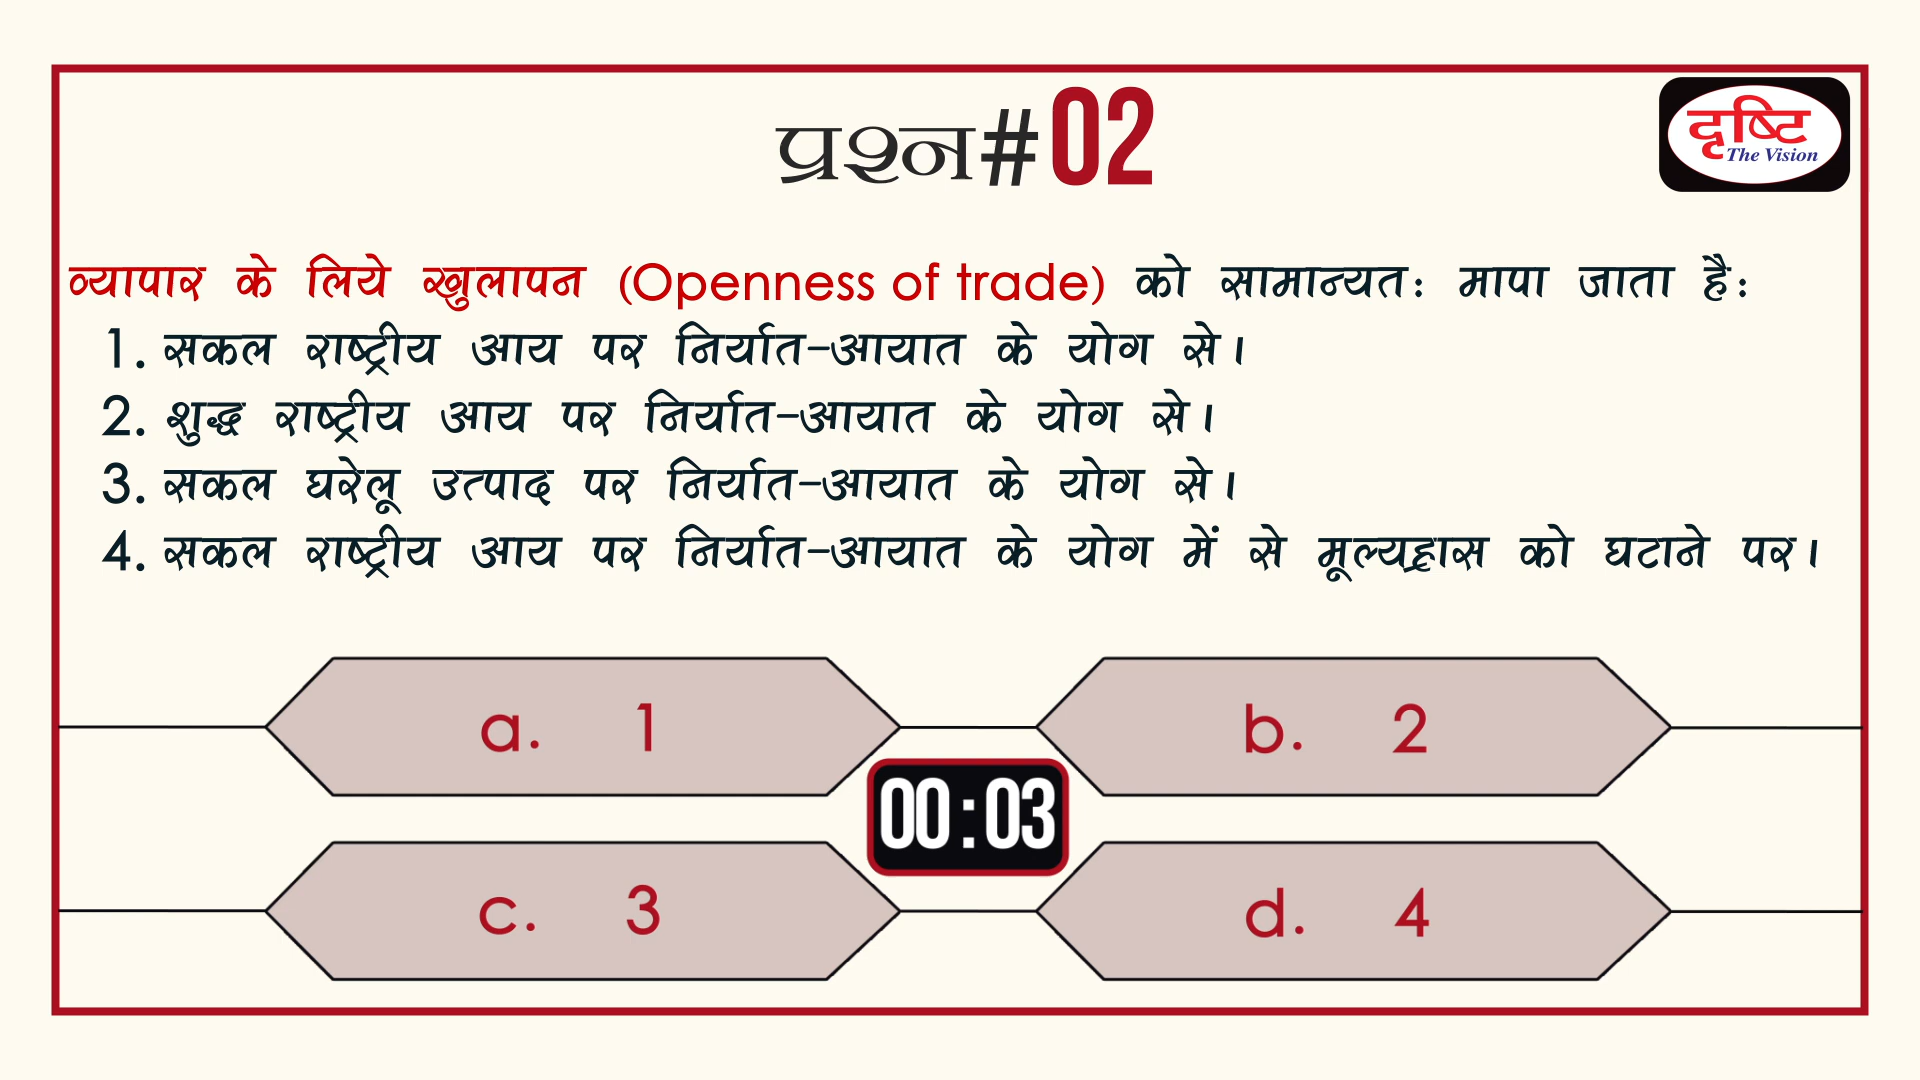 प्रश्न#02
दृष्टि
The Vision
व्यापार के लिये खुलापन (Openness of trade) को सामान्यतः मापा जाता है:
1. सकल राष्ट्रीय आय पर निर्यात-आयात के योग से।
2. शुद्ध राष्ट्रीय आय पर निर्यात-आयात के योग से।
3. सकल घरेलू उत्पाद पर निर्यात-आयात के योग से।
4. सकल राष्ट्रीय आय पर निर्यात-आयात के योग में से मूल्यह्रास को घटाने पर।
a. 1
b. 2
00:03
c. 3
d. 4